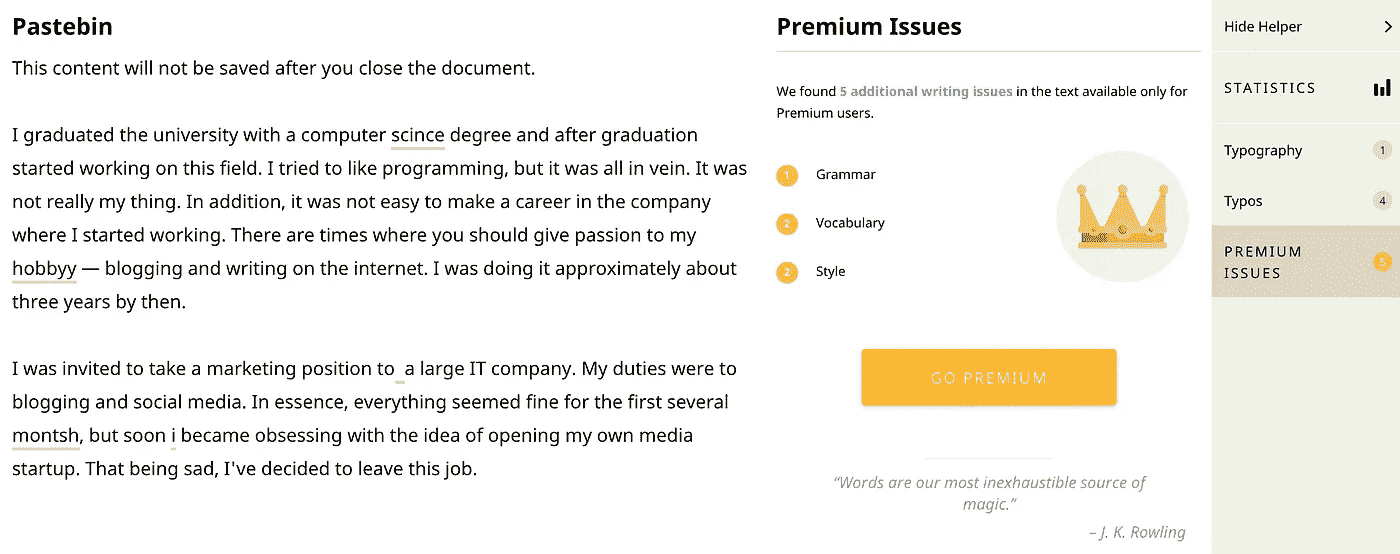 Pastebin
This content will not be saved after you close the document.
I graduated the university with a computer scince degree and after graduation
started working on this field. I tried to like programming, but it was all in vein. It was
not really my thing. In addition, it was not easy to make a career in the company
where I started working. There are times where you should give passion to my
hobbyy — blogging and writing on the internet. I was doing it approximately about
three years by then.
I was invited to take a marketing position to  a large IT company. My duties were to
blogging and social media. In essence, everything seemed fine for the first several
montsh, but soon i became obsessing with the idea of opening my own media
startup. That being sad, I've decided to leave this job.
Premium Issues
We found 5 additional writing issues in the text available only for
Premium users.
1 Grammar
2 Vocabulary
2 Style
GO PREMIUM
“Words are our most inexhaustible source of
magic.”
– J. K. Rowling
Hide Helper
STATISTICS
Typography 1
Typos 4
PREMIUM
ISSUES 5